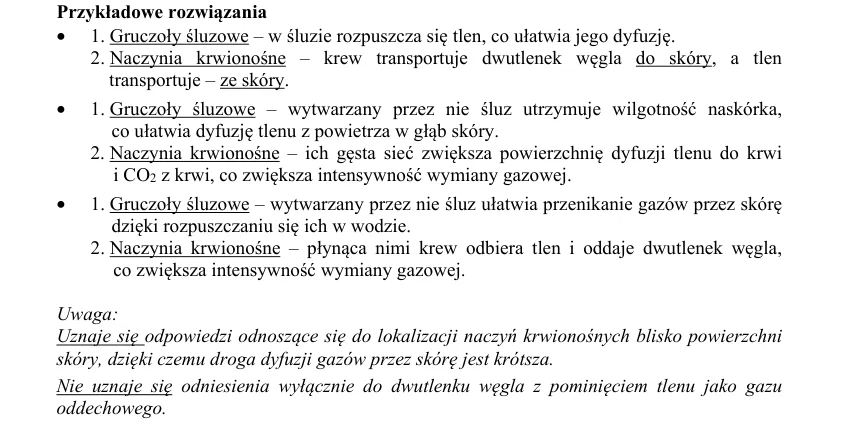 Przykładowe rozwiązania
• 1. Gruczoły śluzowe – w śluzie rozpuszcza się tlen, co ułatwia jego dyfuzję.
2. Naczynia krwionośne – krew transportuje dwutlenek węgla do skóry, a tlen
transportuje – ze skóry.
• 1. Gruczoły śluzowe – wytwarzany przez nie śluz utrzymuje wilgotność naskórka,
co ułatwia dyfuzję tlenu z powietrza w głąb skóry.
2. Naczynia krwionośne – ich gęsta sieć zwiększa powierzchnię dyfuzji tlenu do krwi
i CO₂ z krwi, co zwiększa intensywność wymiany gazowej.
• 1. Gruczoły śluzowe – wytwarzany przez nie śluz ułatwia przenikanie gazów przez skórę
dzięki rozpuszczaniu się ich w wodzie.
2. Naczynia krwionośne – płynąca nimi krew odbiera tlen i oddaje dwutlenek węgla,
co zwiększa intensywność wymiany gazowej.
Uwaga:
Uznaje się odpowiedzi odnoszące się do lokalizacji naczyń krwionośnych blisko powierzchni
skóry, dzięki czemu droga dyfuzji gazów przez skórę jest krótsza.
Nie uznaje się odniesienia wyłącznie do dwutlenku węgla z pominięciem tlenu jako gazu
oddechowego.